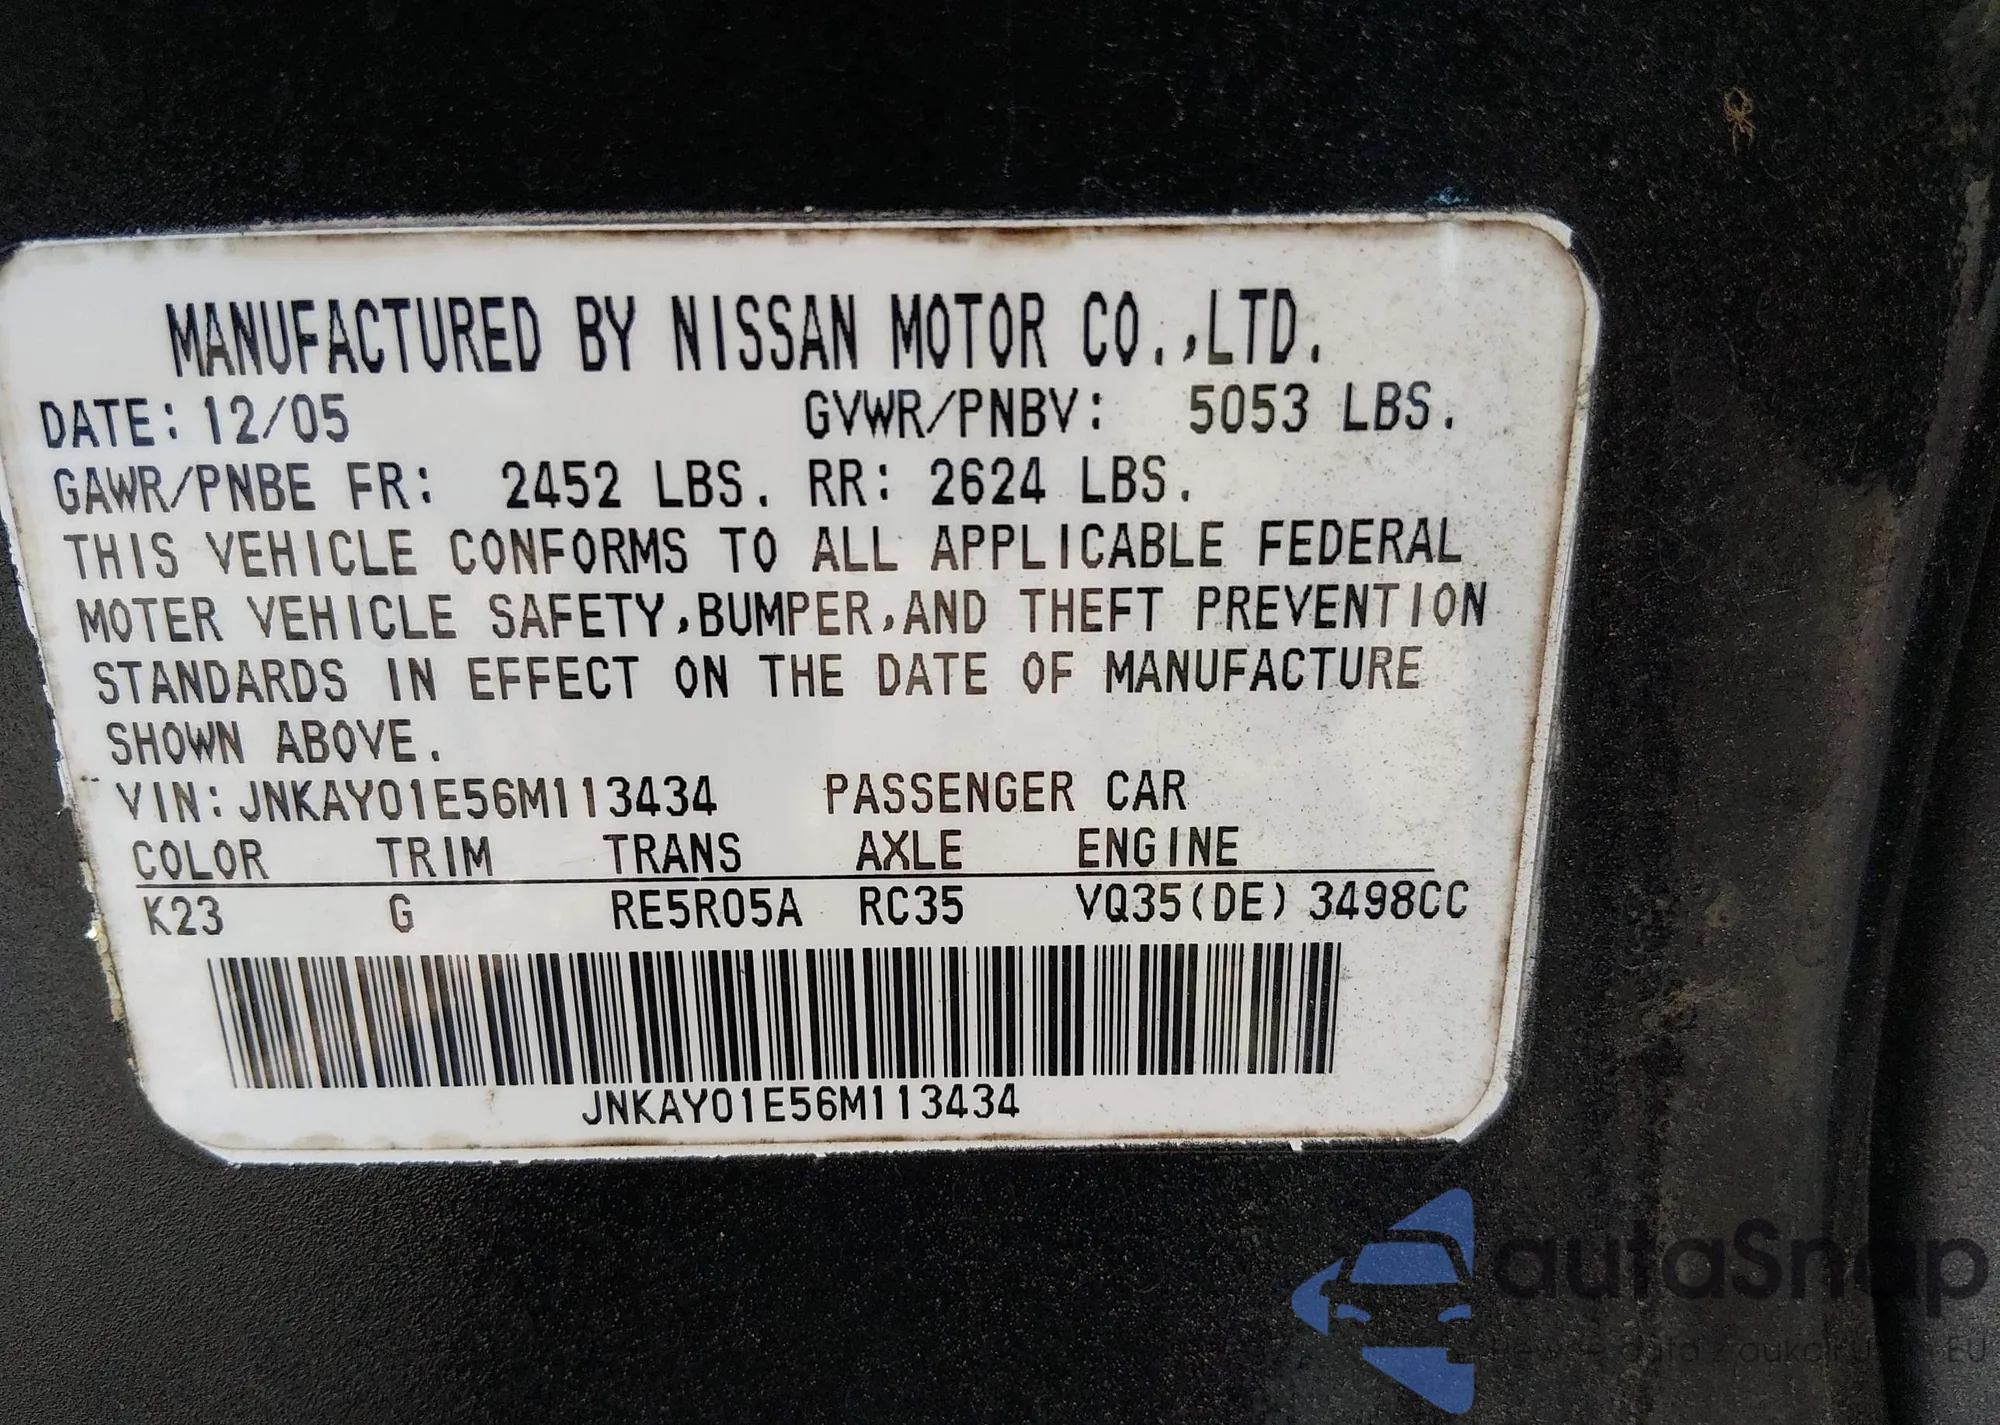 MANUFACTURED BY NISSAN MOTOR CO.,LTD.
DATE: 12/05 GVWR/PNBV: 5053 LBS.
GAWR/PNBE FR: 2452 LBS. RR: 2624 LBS.
THIS VEHICLE CONFORMS TO ALL APPLICABLE FEDERAL
MOTER VEHICLE SAFETY,BUMPER,AND THEFT PREVENTION
STANDARDS IN EFFECT ON THE DATE OF MANUFACTURE
SHOWN ABOVE.
VIN:JNKAY01E56M113434 PASSENGER CAR
COLOR TRIM TRANS AXLE ENGINE
K23 G RE5R05A RC35 VQ35(DE) 3498CC
JNKAY01E56M113434
autaSnap
EU